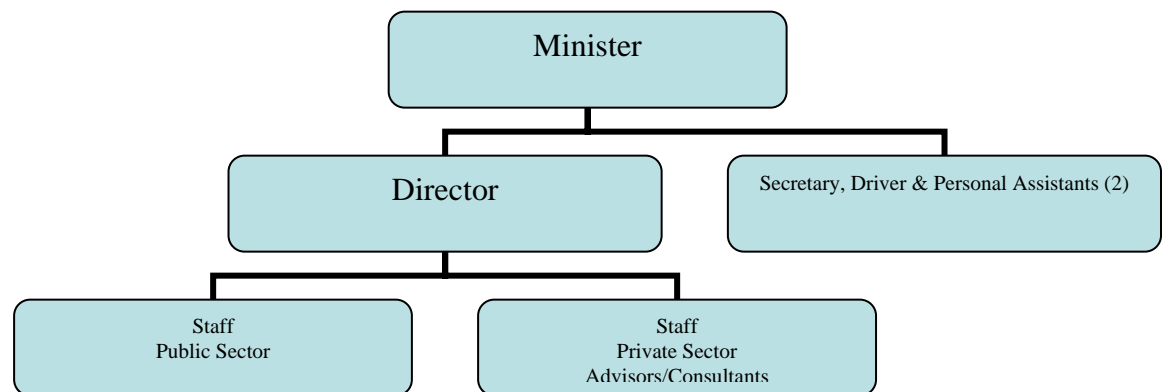 Minister
Director
Secretary, Driver & Personal Assistants (2)
Staff
Public Sector
Staff
Private Sector
Advisors/Consultants